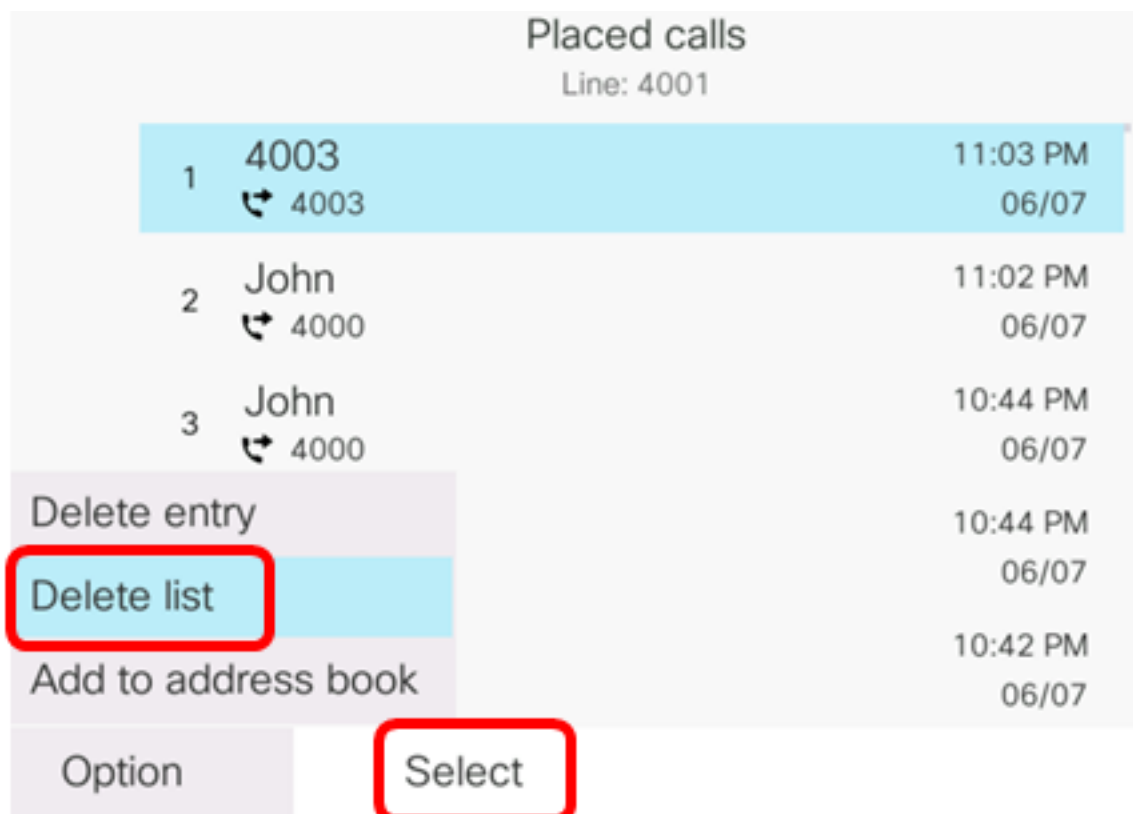 Placed calls
Line: 4001
1 4003 11:03 PM
4003 06/07
2 John 11:02 PM
4000 06/07
3 John 10:44 PM
4000 06/07
Delete entry 10:44 PM
06/07
Delete list
10:42 PM
Add to address book 06/07
Option Select